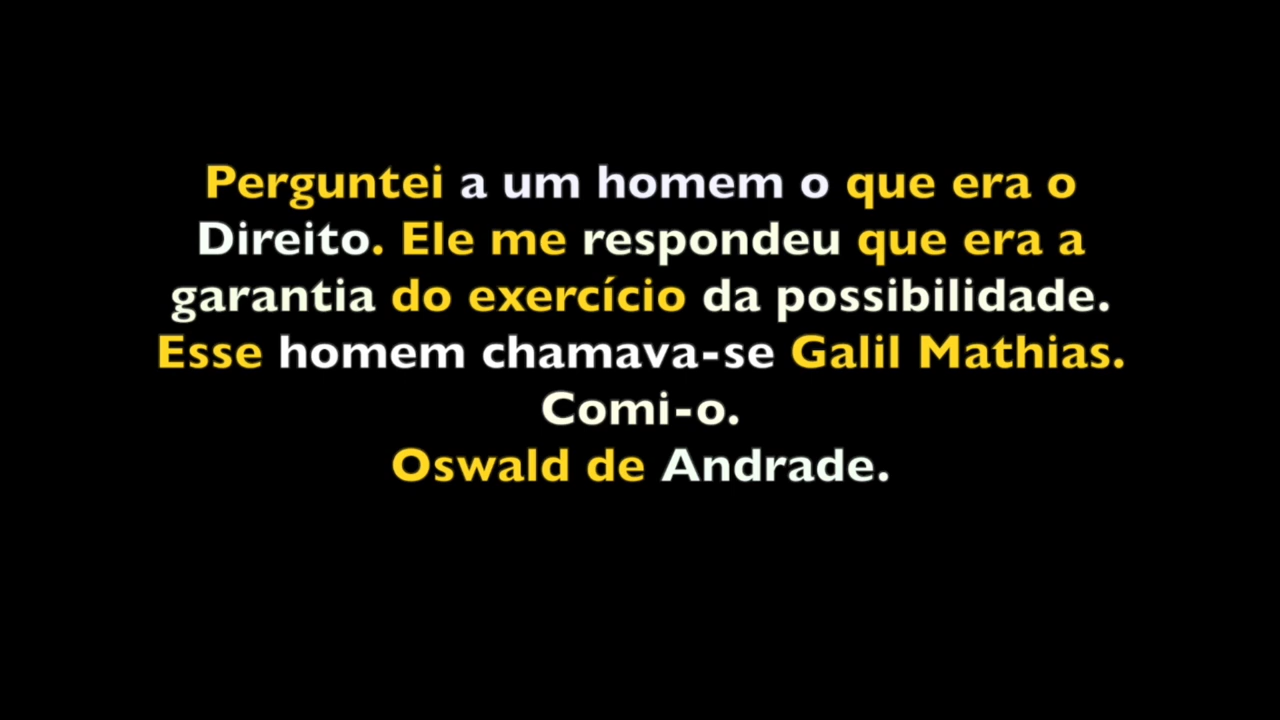 Perguntei a um homem o que era o
Direito. Ele me respondeu que era a
garantia do exercício da possibilidade.
Esse homem chamava-se Galil Mathias.
Comi-o.
Oswald de Andrade.